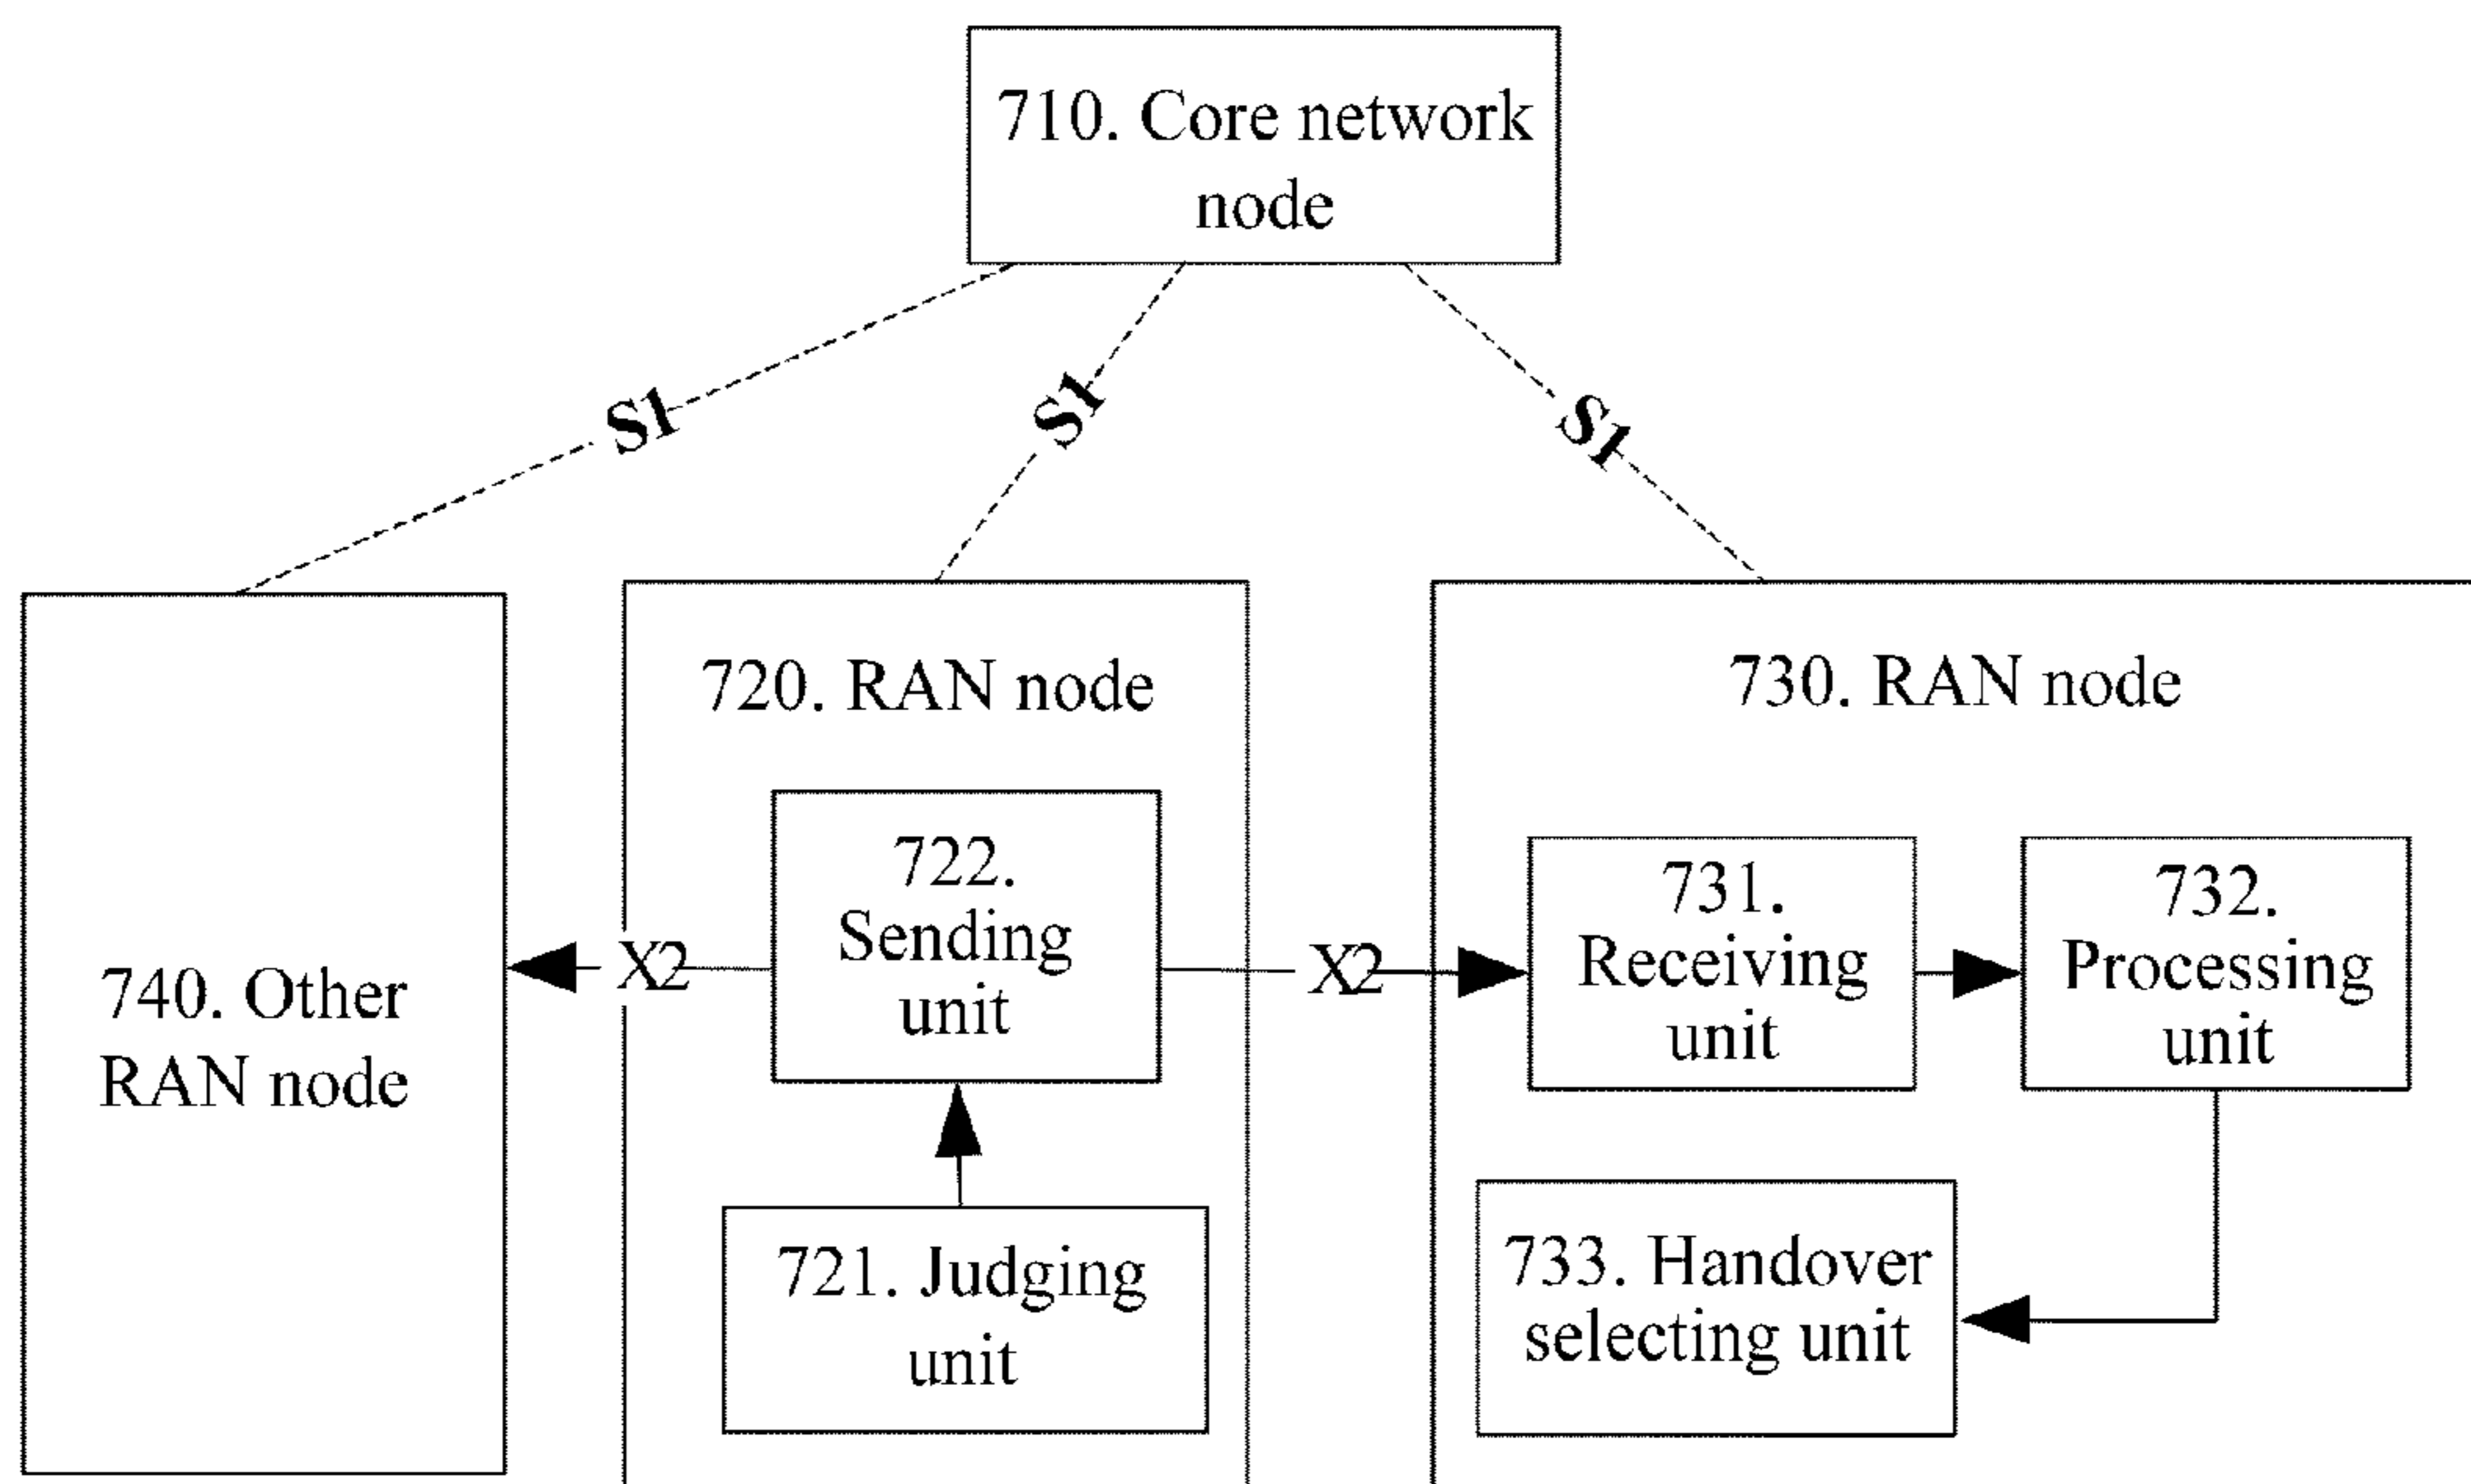 710. Core network
node
S1
S1
S1
720. RAN node
730. RAN node
722.
Sending
unit
731.
Receiving
unit
732.
Processing
unit
X2
X2
740. Other
RAN node
721. Judging
unit
733. Handover
selecting unit